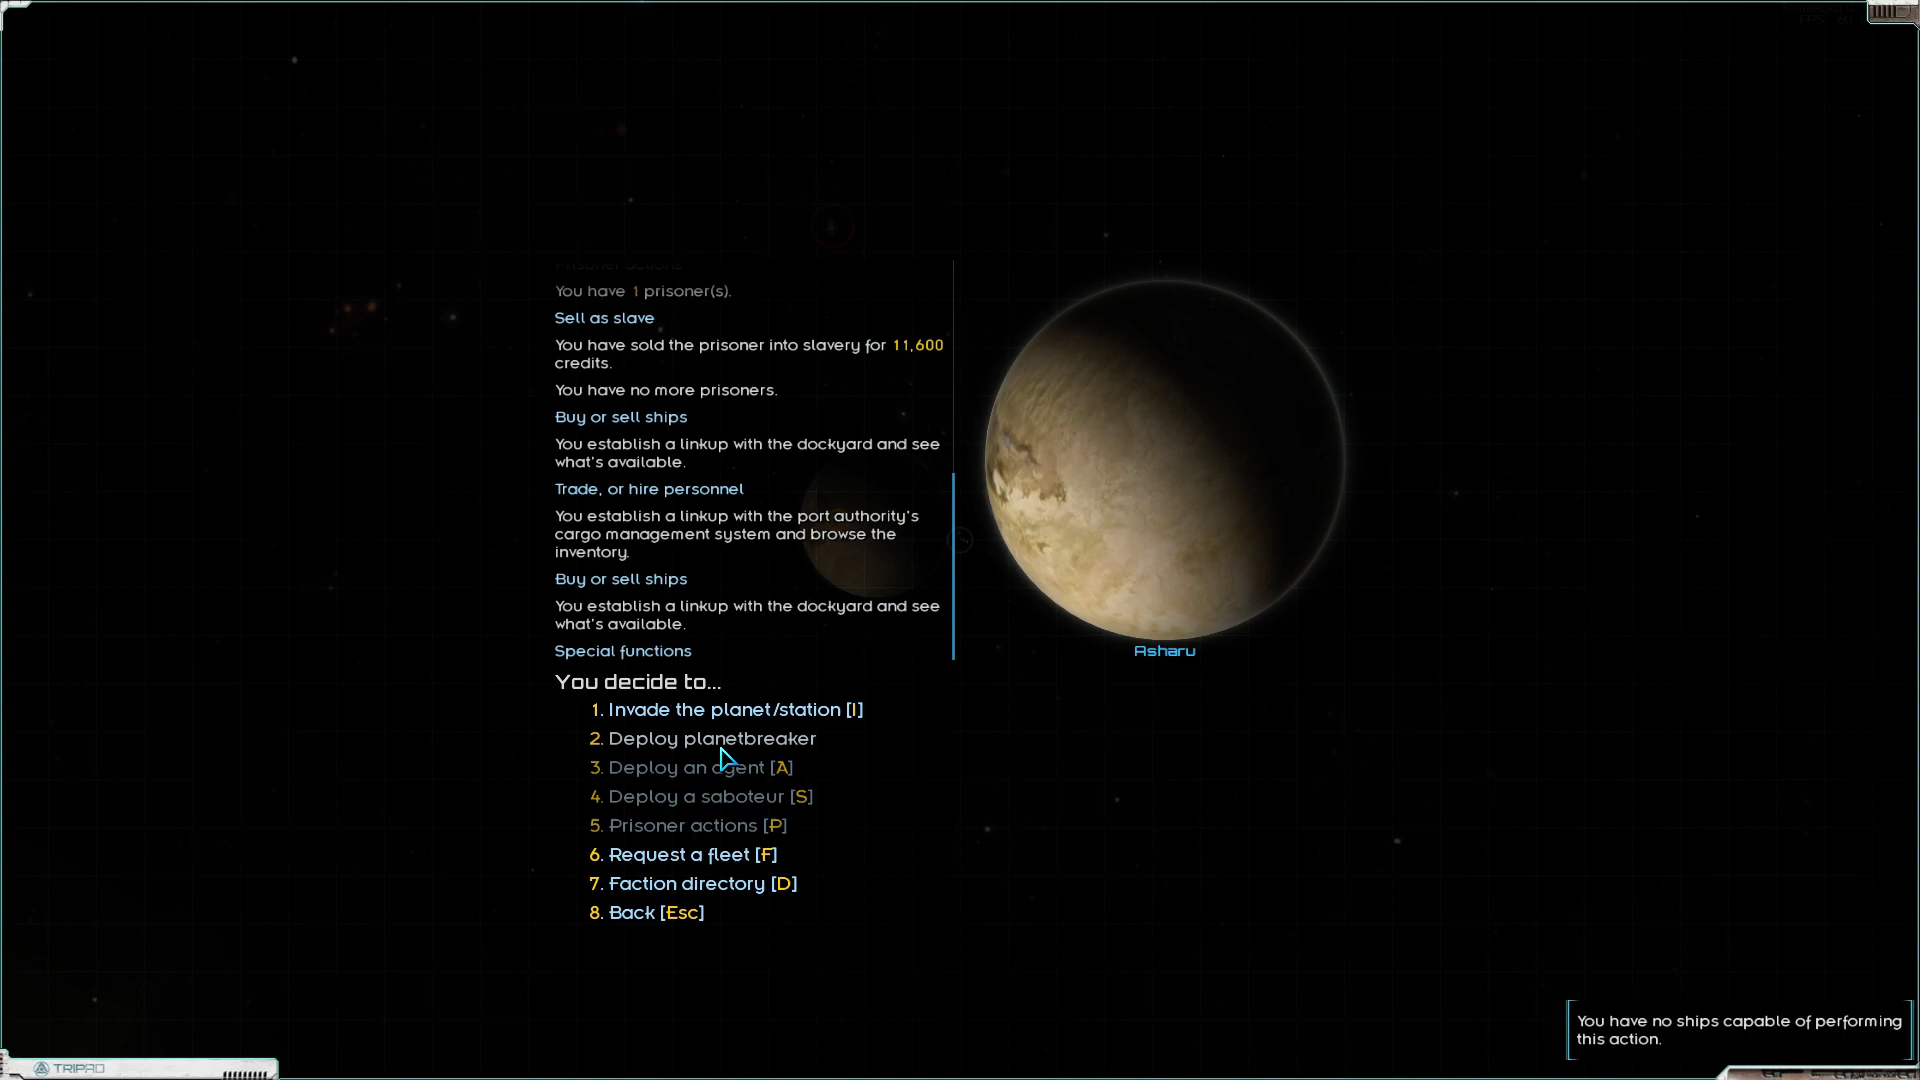 Prisoner actions
You have 1 prisoner(s).
Sell as slave
You have sold the prisoner into slavery for 11,600
credits.
You have no more prisoners.
Buy or sell ships
You establish a linkup with the dockyard and see
what's available.
Trade, or hire personnel
You establish a linkup with the port authority's
cargo management system and browse the
inventory.
Buy or sell ships
You establish a linkup with the dockyard and see
what's available.
Special functions
Asharu
You decide to...
1. Invade the planet/station [I]
2. Deploy planetbreaker
3. Deploy an agent [A]
4. Deploy a saboteur [S]
5. Prisoner actions [P]
6. Request a fleet [F]
7. Faction directory [D]
8. Back [Esc]
You have no ships capable of performing
this action.
TRIPAD